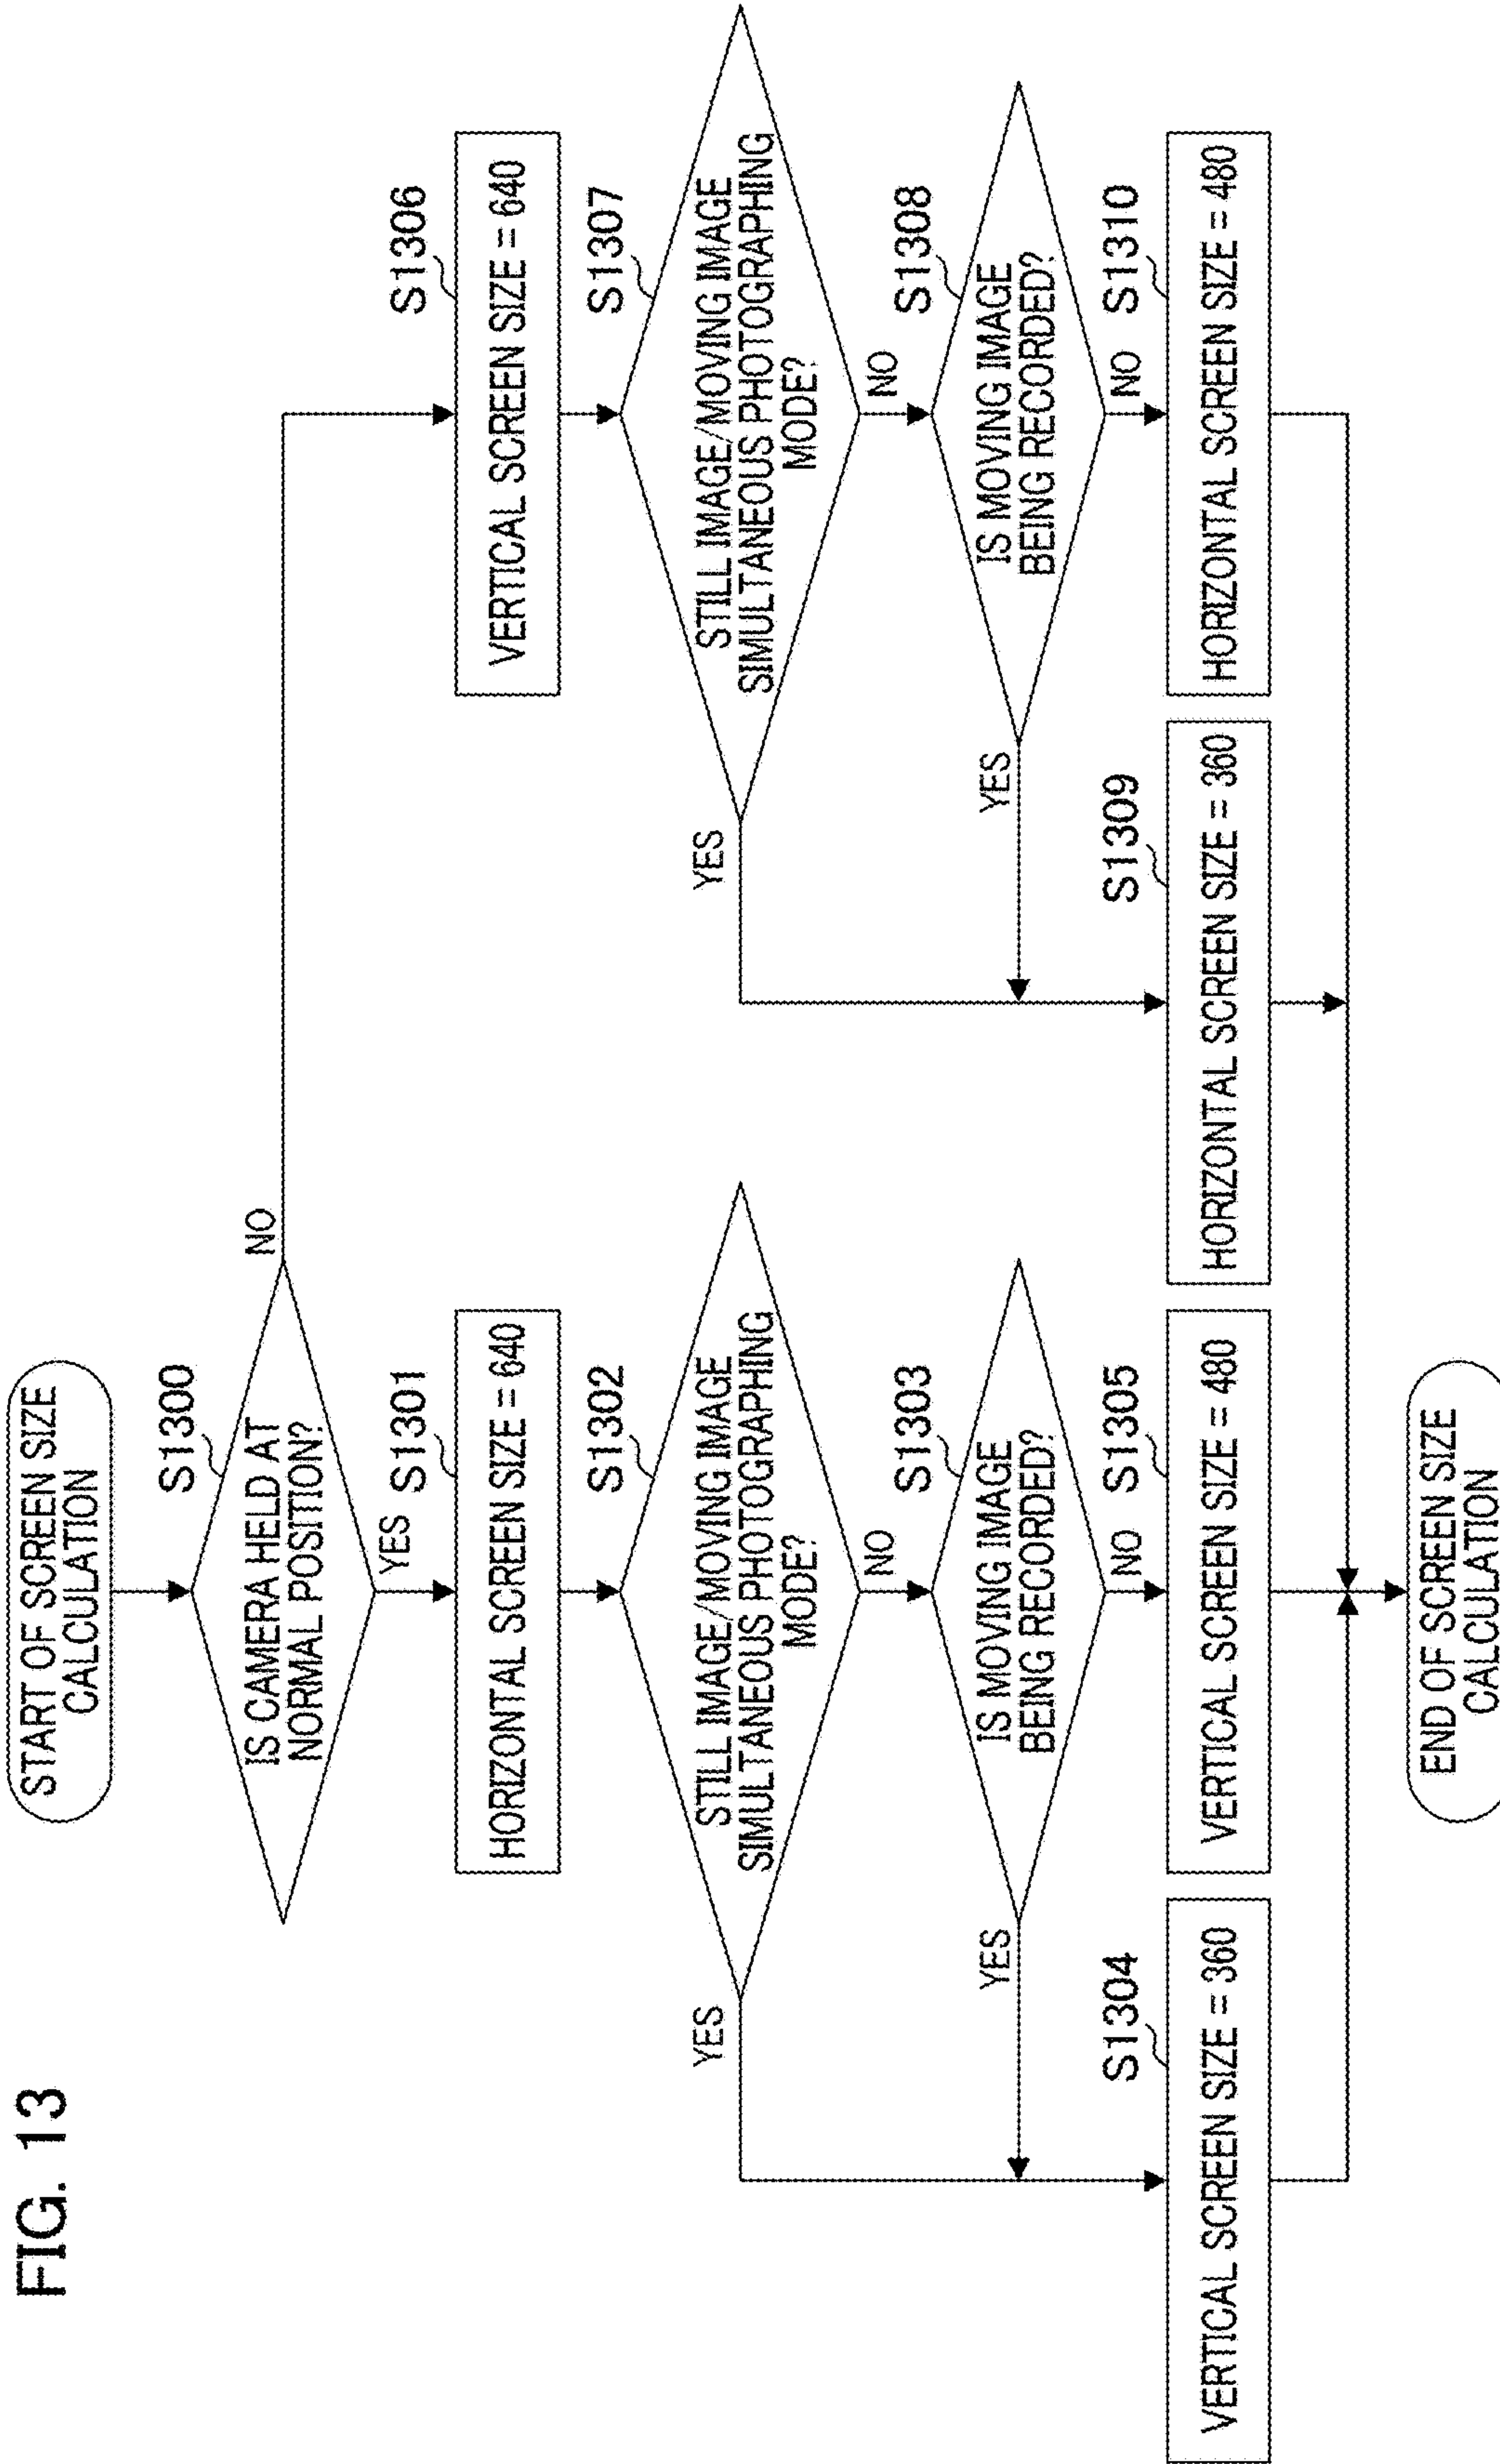 FIG. 13
START OF SCREEN SIZE
CALCULATION
S1300
IS CAMERA HELD AT
NORMAL POSITION?
NO
YES
S1301
HORIZONTAL SCREEN SIZE = 640
S1306
VERTICAL SCREEN SIZE = 640
S1302
STILL IMAGE/MOVING IMAGE
SIMULTANEOUS PHOTOGRAPHING
MODE?
YES
NO
S1307
STILL IMAGE/MOVING IMAGE
SIMULTANEOUS PHOTOGRAPHING
MODE?
YES
NO
S1303
IS MOVING IMAGE
BEING RECORDED?
YES
NO
S1308
IS MOVING IMAGE
BEING RECORDED?
YES
NO
S1304
VERTICAL SCREEN SIZE = 360
S1305
VERTICAL SCREEN SIZE = 480
S1309
HORIZONTAL SCREEN SIZE = 360
S1310
HORIZONTAL SCREEN SIZE = 480
END OF SCREEN SIZE
CALCULATION